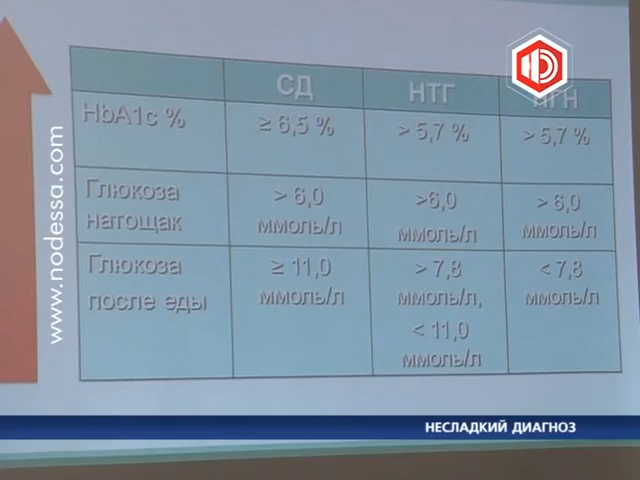 СД НТГ НГН
HbA1c % ≥ 6,5 % > 5,7 % > 5,7 %
Глюкоза натощак > 6,0 ммоль/л >6,0 ммоль/л > 6,0 ммоль/л
Глюкоза после еды ≥ 11,0 ммоль/л > 7,8 ммоль/л, < 11,0 ммоль/л < 7,8 ммоль/л
www.nodessa.com
НЕСЛАДКИЙ ДИАГНОЗ